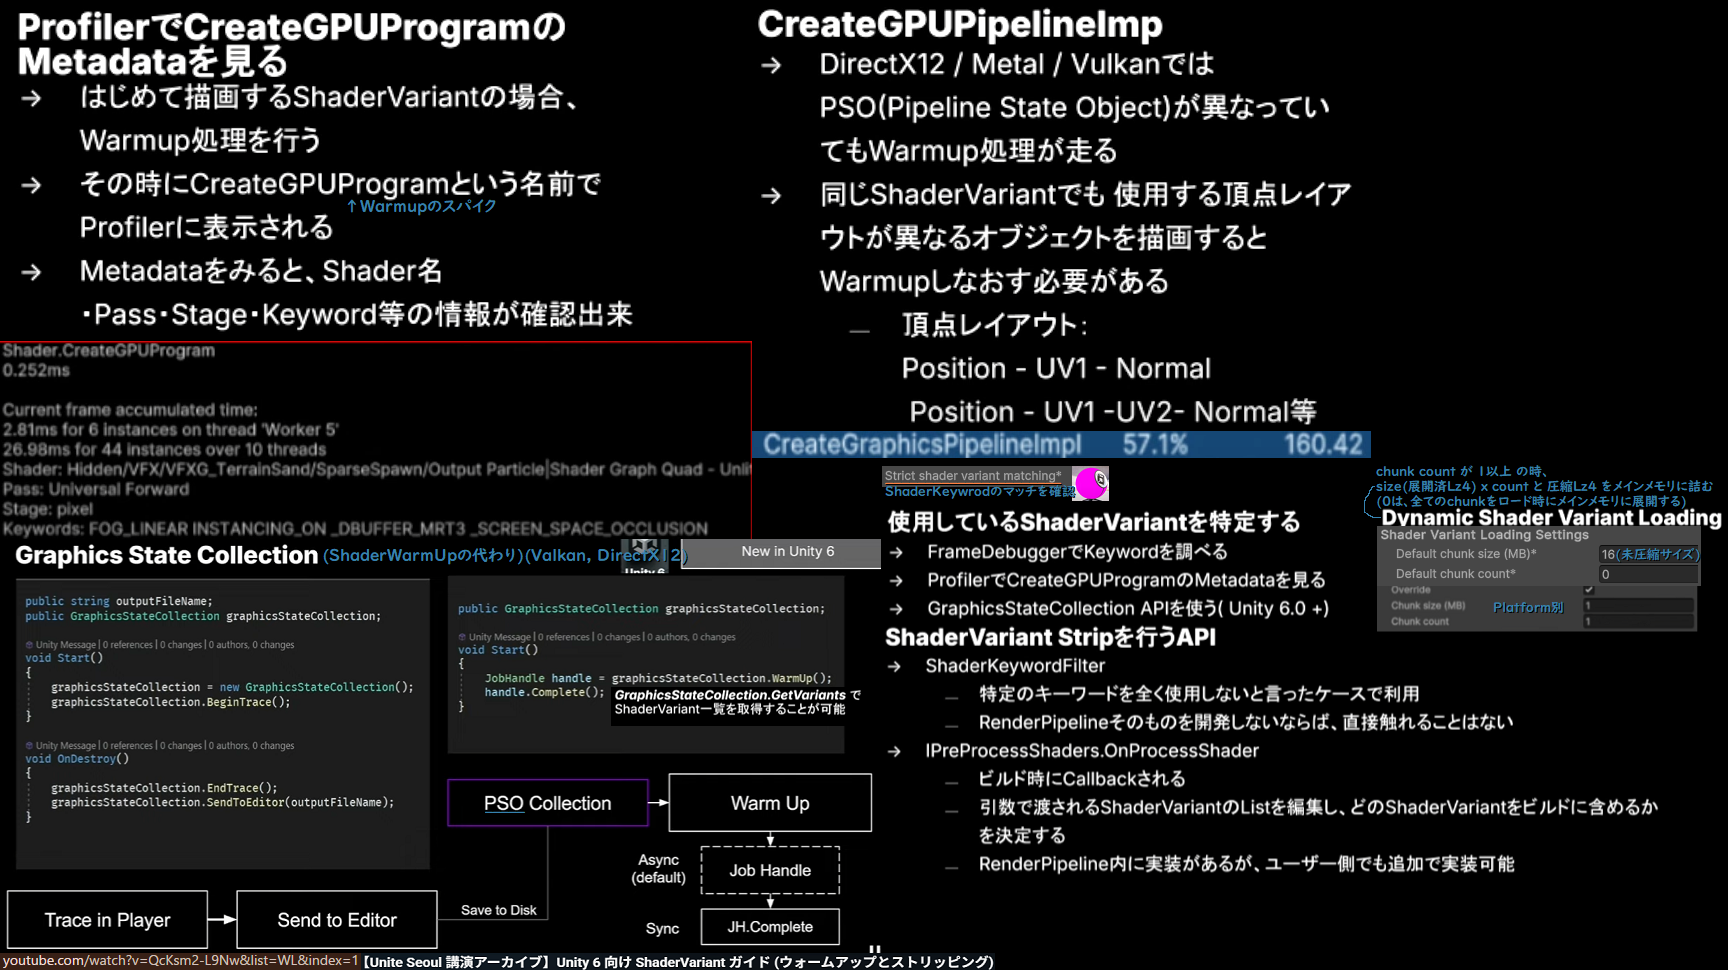 ProfilerでCreateGPUProgramの
Metadataを見る
→ はじめて描画するShaderVariantの場合、
Warmup処理を行う
→ その時にCreateGPUProgramという名前で
↑Warmupのスパイク
Profilerに表示される
→ Metadataをみると、Shader名
・Pass・Stage・Keyword等の情報が確認出来
Shader.CreateGPUProgram
0.252ms
Current frame accumulated time:
2.81ms for 6 instances on thread 'Worker 5'
26.98ms for 44 instances over 10 threads
Shader: Hidden/VFX/VFXG_TerrainSand/SparseSpawn/Output Particle|Shader Graph Quad - Unlit
Pass: Universal Forward
Stage: pixel
Keywords: FOG_LINEAR INSTANCING_ON _DBUFFER_MRT3 _SCREEN_SPACE_OCCLUSION
CreateGPUPipelineImp
→ DirectX12 / Metal / Vulkanでは
PSO(Pipeline State Object)が異なってい
てもWarmup処理が走る
→ 同じShaderVariantでも 使用する頂点レイア
ウトが異なるオブジェクトを描画すると
Warmupしなおす必要がある
— 頂点レイアウト:
Position - UV1 - Normal
Position - UV1 -UV2- Normal等
CreateGraphicsPipelineImpl 57.1% 160.42
Strict shader variant matching*
ShaderKeywrodのマッチを確認
使用しているShaderVariantを特定する
→ FrameDebuggerでKeywordを調べる
→ ProfilerでCreateGPUProgramのMetadataを見る
→ GraphicsStateCollection APIを使う( Unity 6.0 +)
ShaderVariant Stripを行うAPI
→ ShaderKeywordFilter
— 特定のキーワードを全く使用しないと言ったケースで利用
— RenderPipelineそのものを開発しないならば、直接触れることはない
→ IPreProcessShaders.OnProcessShader
— ビルド時にCallbackされる
— 引数で渡されるShaderVariantのListを編集し、どのShaderVariantをビルドに含めるか
を決定する
— RenderPipeline内に実装があるが、ユーザー側でも追加で実装可能
chunk count が 1以上 の時、
size(展開済Lz4) x count と 圧縮Lz4 をメインメモリに詰む
(0は、全てのchunkをロード時にメインメモリに展開する)
Dynamic Shader Variant Loading
Shader Variant Loading Settings
Default chunk size (MB)* 16(未圧縮サイズ)
Default chunk count* 0
Override
Chunk size (MB) Platform別 1
Chunk count 1
Graphics State Collection (ShaderWarmUpの代わり)(Valkan, DirectX12)
Unity 6
New in Unity 6
public string outputFileName;
public GraphicsStateCollection graphicsStateCollection;
Unity Message | 0 references | 0 changes | 0 authors, 0 changes
void Start()
{
graphicsStateCollection = new GraphicsStateCollection();
graphicsStateCollection.BeginTrace();
}
Unity Message | 0 references | 0 changes | 0 authors, 0 changes
void OnDestroy()
{
graphicsStateCollection.EndTrace();
graphicsStateCollection.SendToEditor(outputFileName);
}
public GraphicsStateCollection graphicsStateCollection;
Unity Message | 0 references | 0 changes | 0 authors, 0 changes
void Start()
{
JobHandle handle = graphicsStateCollection.WarmUp();
handle.Complete();
}
GraphicsStateCollection.GetVariants で
ShaderVariant一覧を取得することが可能
PSO Collection
Warm Up
Async
(default)
Job Handle
Sync
JH.Complete
Trace in Player
Send to Editor
Save to Disk
youtube.com/watch?v=QcKsm2-L9Nw&list=WL&index=1【Unite Seoul 講演アーカイブ】Unity 6 向け ShaderVariant ガイド (ウォームアップとストリッピング)